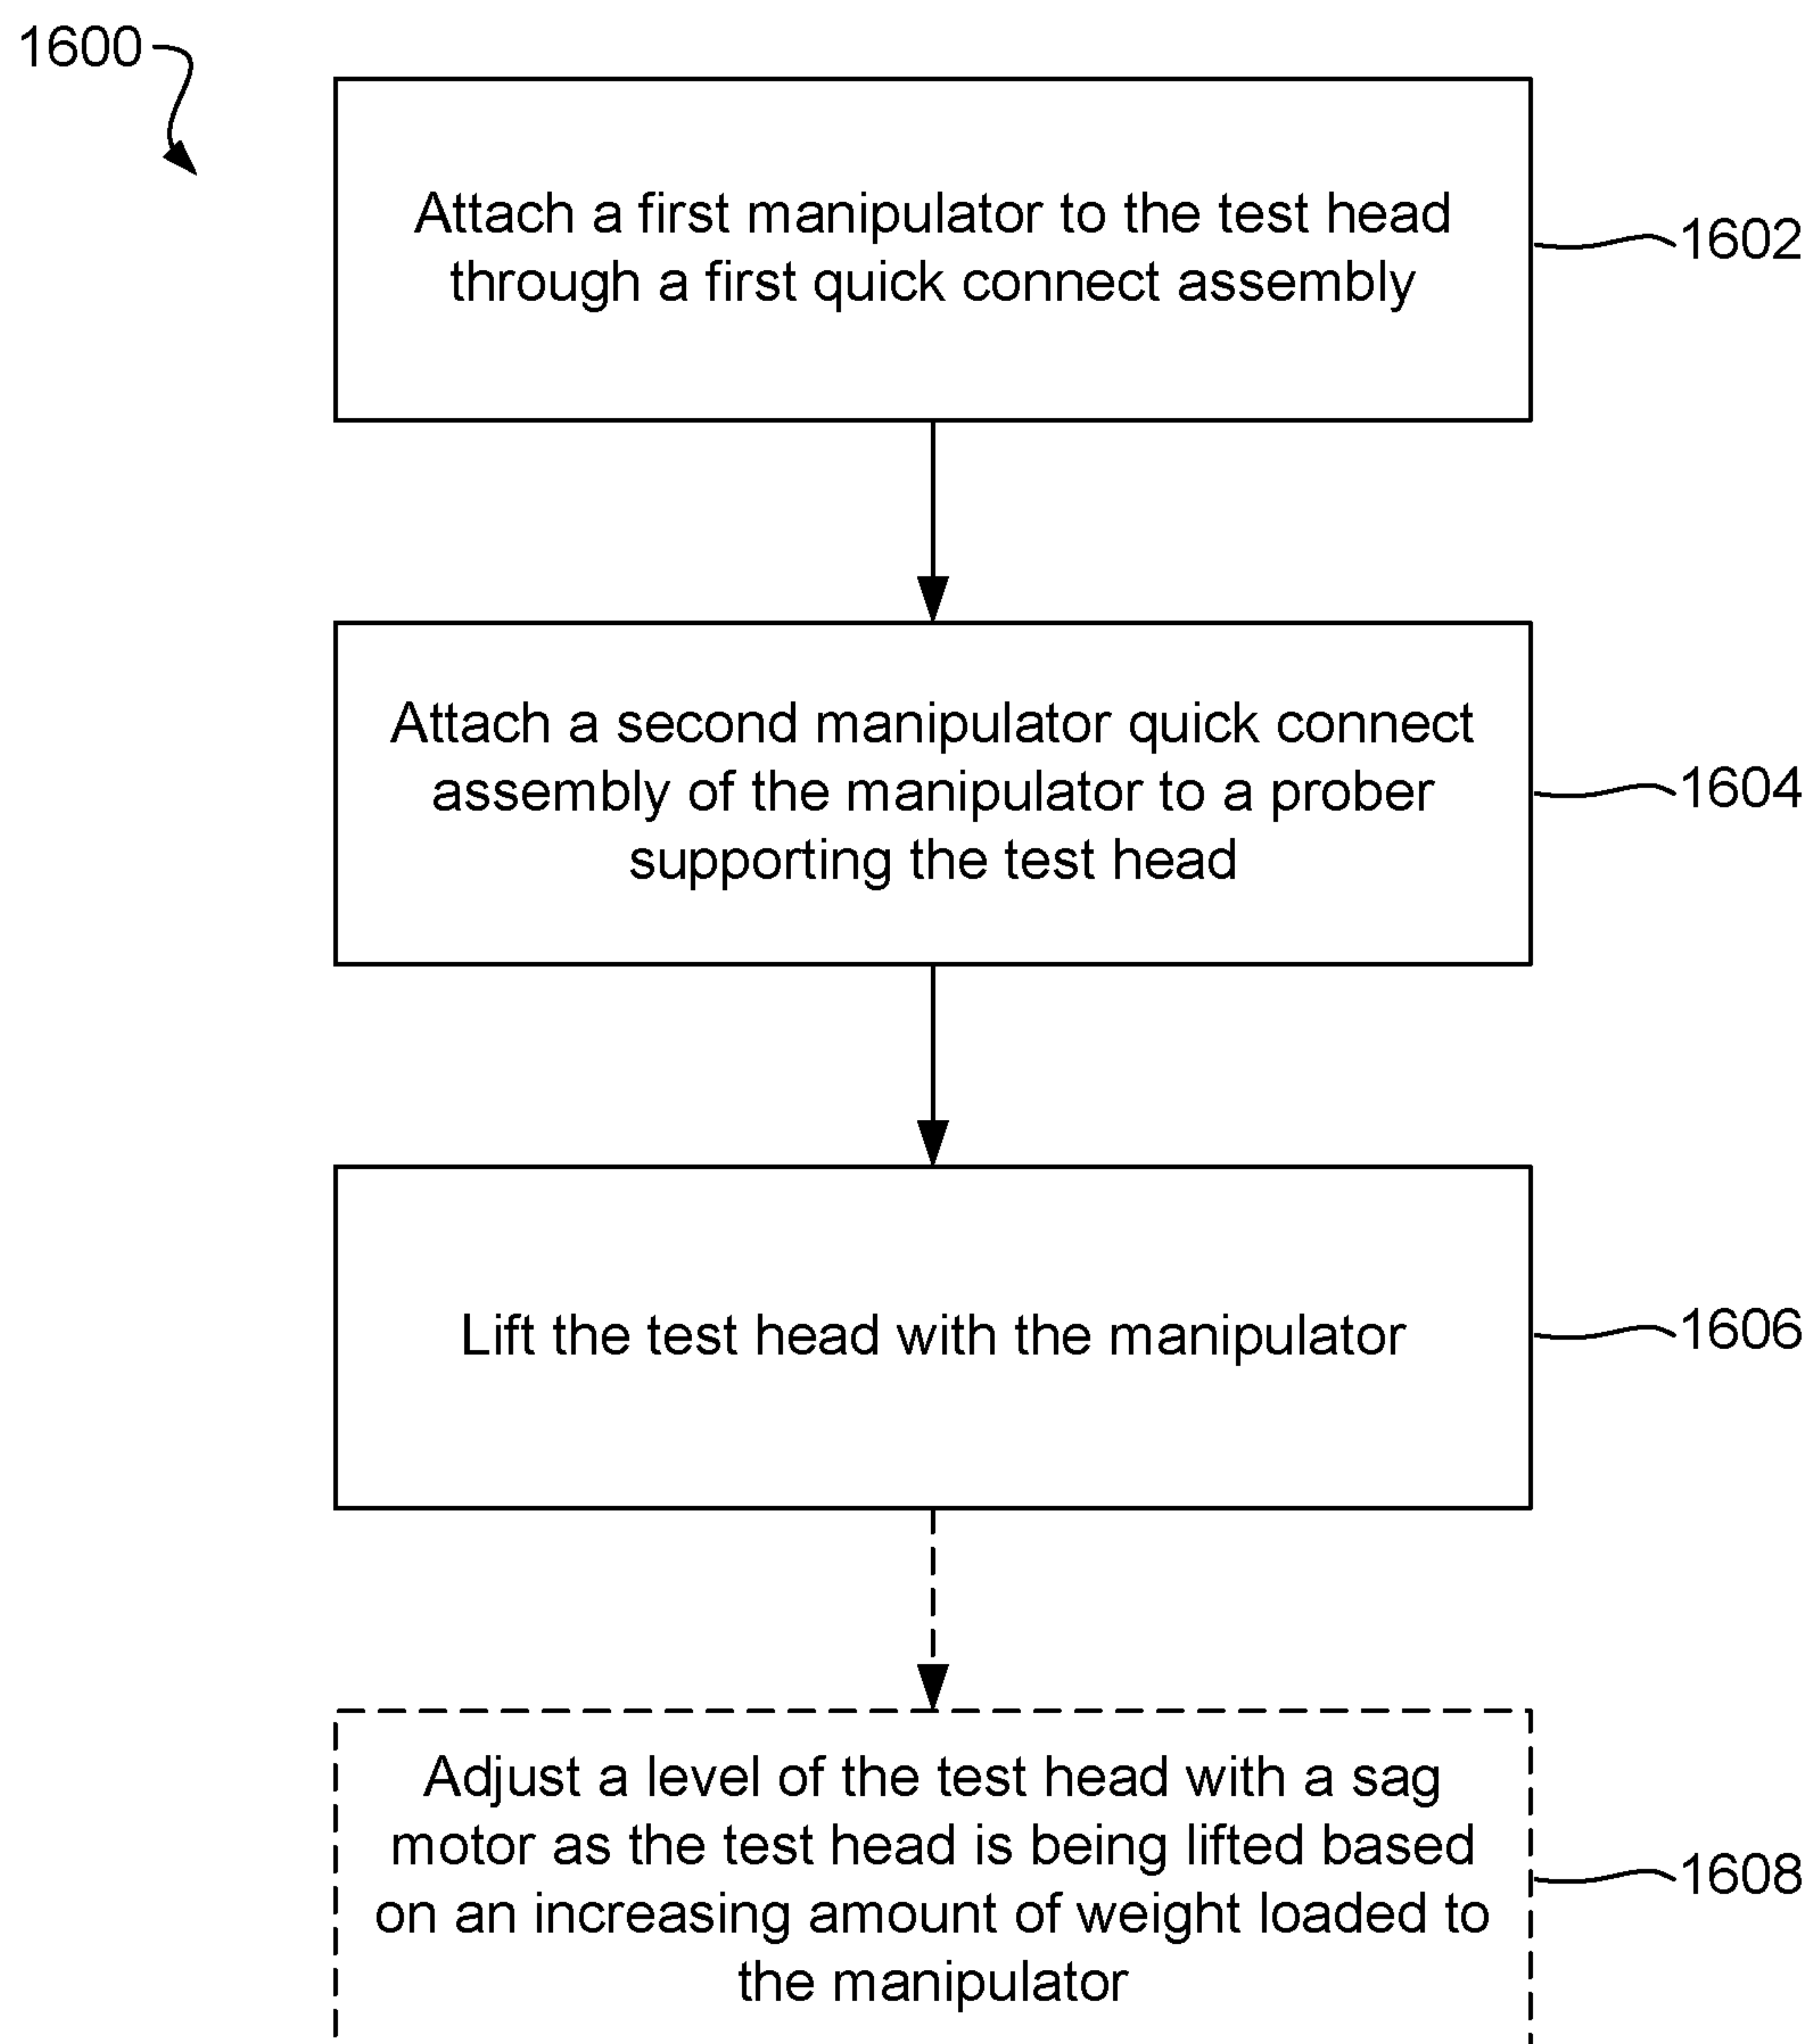 1600
Attach a first manipulator to the test head
through a first quick connect assembly
1602
Attach a second manipulator quick connect
assembly of the manipulator to a prober
supporting the test head
1604
Lift the test head with the manipulator
1606
Adjust a level of the test head with a sag
motor as the test head is being lifted based
on an increasing amount of weight loaded to
the manipulator
1608